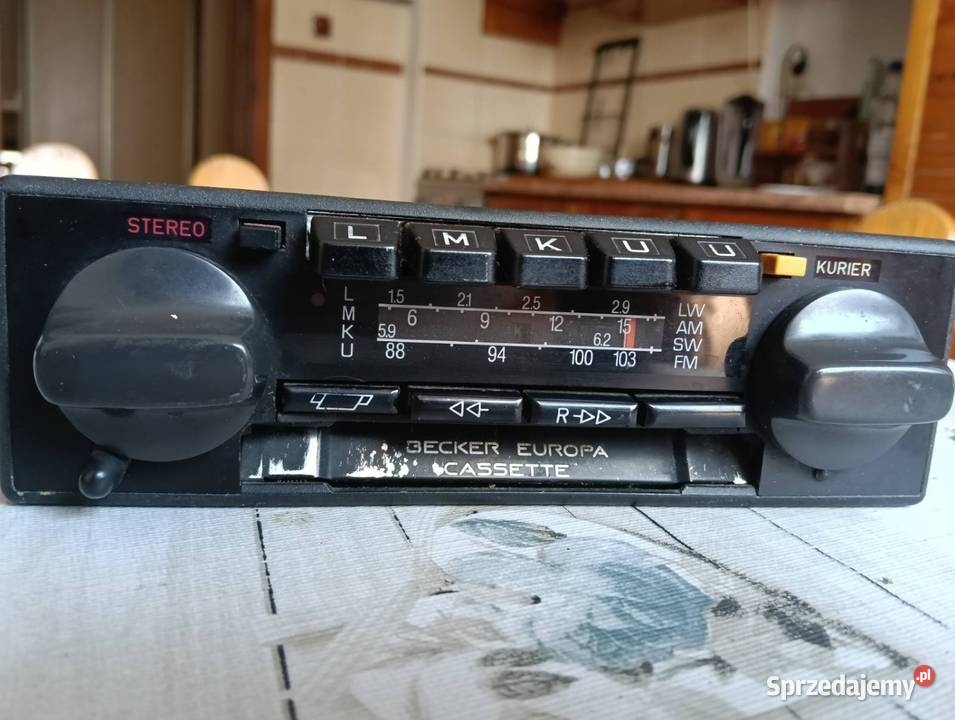 STEREO
L M K U U
KURIER
L 1.5 2.1 2.5 2.9 LW
M 6 9 12 15 AM
K 5.9 6.2 SW
U 88 94 100 103 FM
R
BECKER EUROPA
CASSETTE
Sprzedajemy.pl